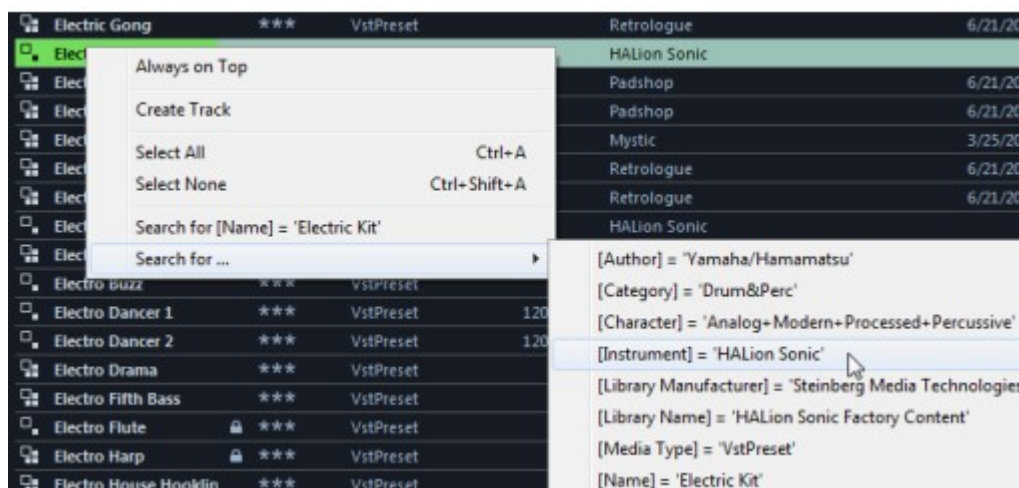 Electric Gong *** VstPreset Retrologue 6/21/20
Elect HALion Sonic
Elect Padshop 6/21/20
Elect Padshop 6/21/20
Elect Mystic 3/25/20
Elect Retrologue 6/21/20
Elect Retrologue 6/21/20
Elect HALion Sonic
Elect
Always on Top
Create Track
Select All Ctrl+A
Select None Ctrl+Shift+A
Search for [Name] = 'Electric Kit'
Search for ...
[Author] = 'Yamaha/Hamamatsu'
[Category] = 'Drum&Perc'
[Character] = 'Analog+Modern+Processed+Percussive'
[Instrument] = 'HALion Sonic'
[Library Manufacturer] = 'Steinberg Media Technologies
[Library Name] = 'HALion Sonic Factory Content'
[Media Type] = 'VstPreset'
[Name] = 'Electric Kit'
Electro Buzz *** VstPreset
Electro Dancer 1 *** VstPreset 120
Electro Dancer 2 *** VstPreset 120
Electro Drama *** VstPreset
Electro Fifth Bass *** VstPreset
Electro Flute *** VstPreset
Electro Harp *** VstPreset
Electro House Hooklin *** VstPreset